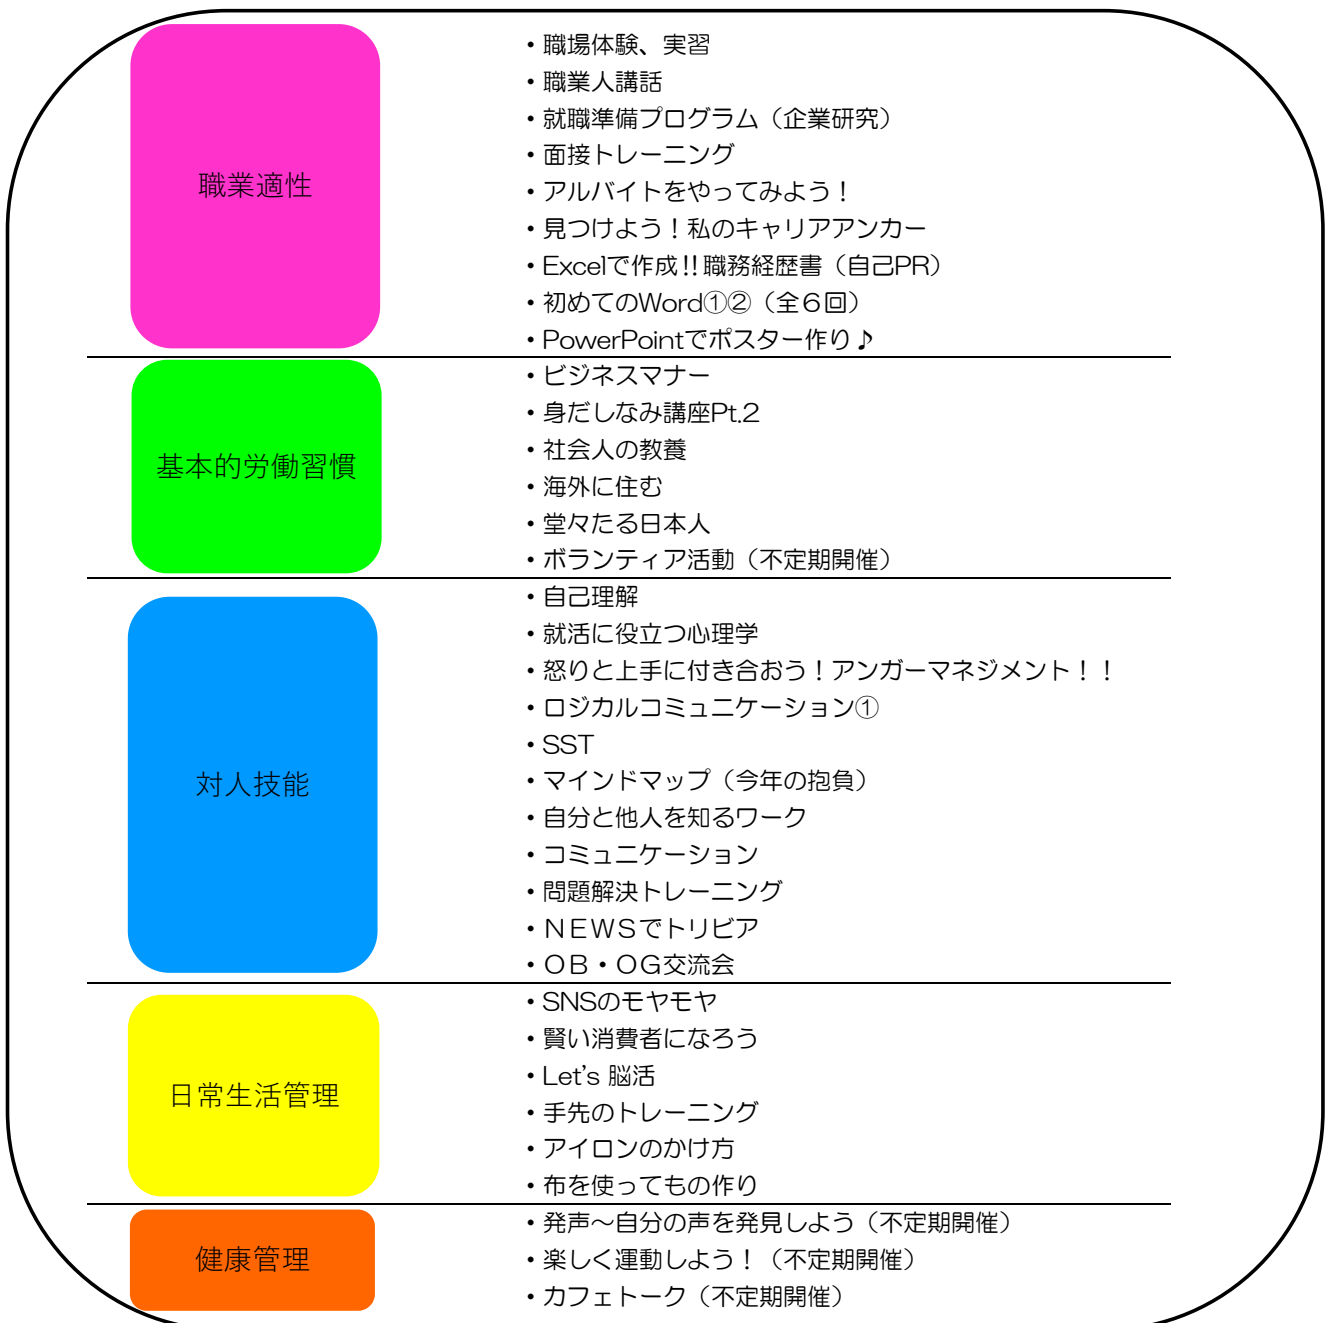 職業適性
・職場体験、実習
・職業人講話
・就職準備プログラム（企業研究）
・面接トレーニング
・アルバイトをやってみよう！
・見つけよう！私のキャリアアンカー
・Excelで作成!!職務経歴書（自己PR）
・初めてのWord①②（全６回）
・PowerPointでポスター作り♪
基本的労働習慣
・ビジネスマナー
・身だしなみ講座Pt.2
・社会人の教養
・海外に住む
・堂々たる日本人
・ボランティア活動（不定期開催）
対人技能
・自己理解
・就活に役立つ心理学
・怒りと上手に付き合おう！アンガーマネジメント！！
・ロジカルコミュニケーション①
・SST
・マインドマップ（今年の抱負）
・自分と他人を知るワーク
・コミュニケーション
・問題解決トレーニング
・ＮＥＷＳでトリビア
・ＯＢ・ＯＧ交流会
日常生活管理
・SNSのモヤモヤ
・賢い消費者になろう
・Let’s 脳活
・手先のトレーニング
・アイロンのかけ方
・布を使ってもの作り
健康管理
・発声～自分の声を発見しよう（不定期開催）
・楽しく運動しよう！（不定期開催）
・カフェトーク（不定期開催）